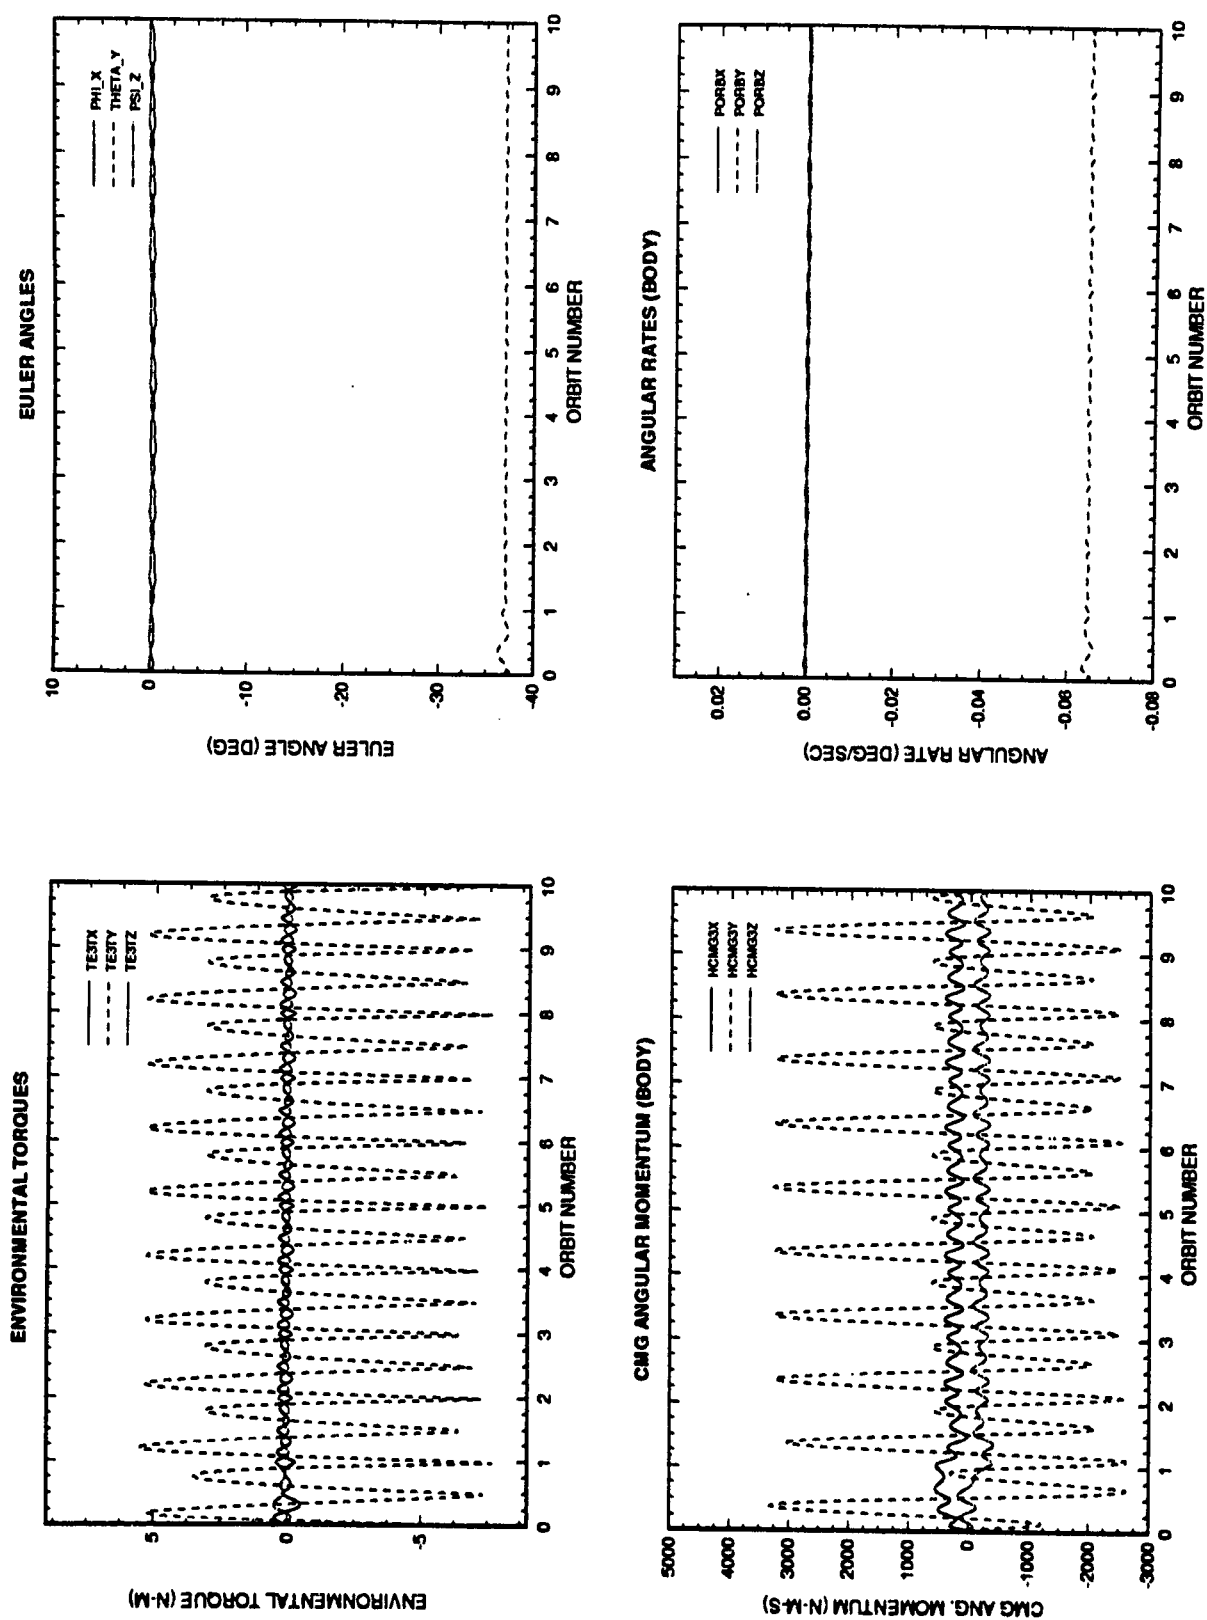 ENVIRONMENTAL TORQUES
ENVIRONMENTAL TORQUE (N-M)
5
0
-5
TE3TX
TE3TY
TE3TZ
0 1 2 3 4 5 6 7 8 9 10
ORBIT NUMBER
EULER ANGLES
EULER ANGLE (DEG)
10
0
-10
-20
-30
-40
PHI_X
THETA_Y
PSI_Z
0 1 2 3 4 5 6 7 8 9 10
ORBIT NUMBER
CMG ANGULAR MOMENTUM (BODY)
CMG ANG. MOMENTUM (N-M-S)
5000
4000
3000
2000
1000
0
-1000
-2000
-3000
HCMG3X
HCMG3Y
HCMG3Z
0 1 2 3 4 5 6 7 8 9 10
ORBIT NUMBER
ANGULAR RATES (BODY)
ANGULAR RATE (DEG/SEC)
0.02
0.00
-0.02
-0.04
-0.06
-0.08
PORBX
PORBY
PORBZ
0 1 2 3 4 5 6 7 8 9 10
ORBIT NUMBER